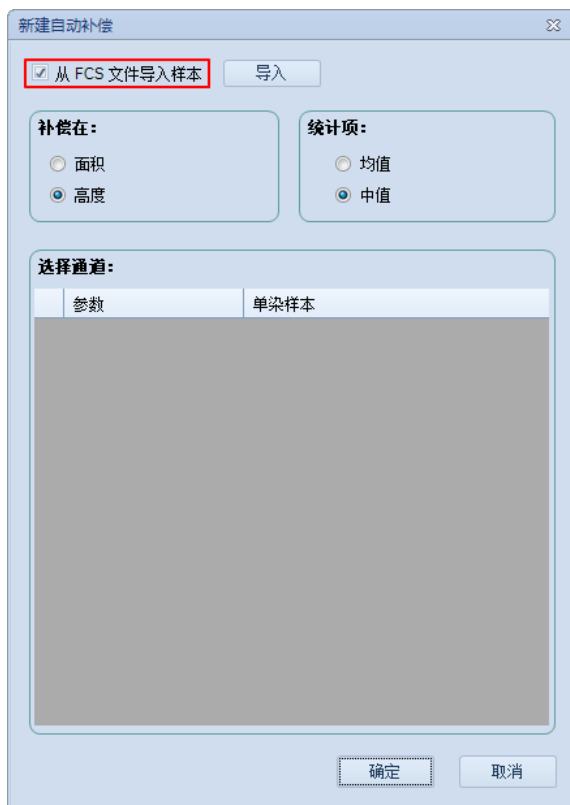 新建自动补偿
从 FCS 文件导入样本 导入
补偿在: 统计项:
面积 均值
高度 中值
选择通道:
参数 单染样本
确定 取消